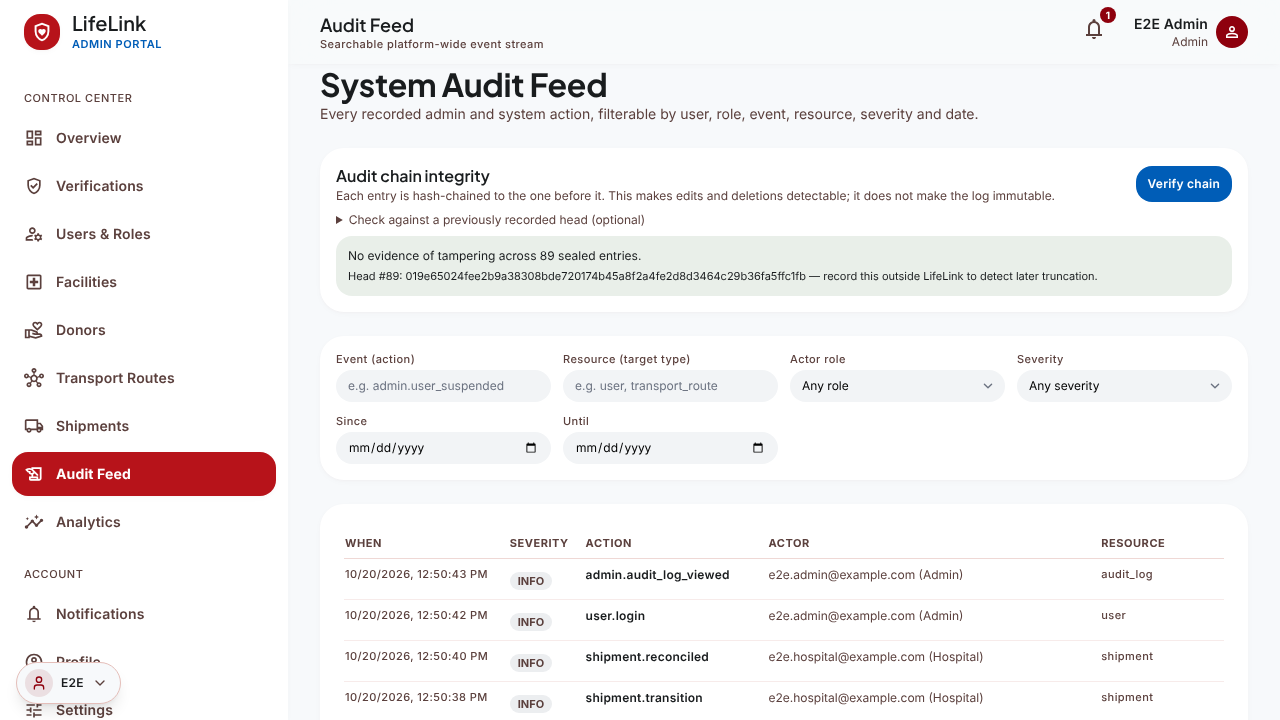 LifeLink
ADMIN PORTAL
CONTROL CENTER
Overview
Verifications
Users & Roles
Facilities
Donors
Transport Routes
Shipments
Audit Feed
Analytics
ACCOUNT
Notifications
Profile
E2E
Settings
Audit Feed
Searchable platform-wide event stream
1
E2E Admin
Admin
System Audit Feed
Every recorded admin and system action, filterable by user, role, event, resource, severity and date.
Audit chain integrity
Each entry is hash-chained to the one before it. This makes edits and deletions detectable; it does not make the log immutable.
Verify chain
Check against a previously recorded head (optional)
No evidence of tampering across 89 sealed entries.
Head #89: 019e65024fee2b9a38308bde720174b45a8f2a4fe2d8d3464c29b36fa5ffc1fb — record this outside LifeLink to detect later truncation.
Event (action) Resource (target type) Actor role Severity
e.g. admin.user_suspended e.g. user, transport_route Any role Any severity
Since Until
mm/dd/yyyy mm/dd/yyyy
WHEN SEVERITY ACTION ACTOR RESOURCE
10/20/2026, 12:50:43 PM INFO admin.audit_log_viewed e2e.admin@example.com (Admin) audit_log
10/20/2026, 12:50:42 PM INFO user.login e2e.admin@example.com (Admin) user
10/20/2026, 12:50:40 PM INFO shipment.reconciled e2e.hospital@example.com (Hospital) shipment
10/20/2026, 12:50:38 PM INFO shipment.transition e2e.hospital@example.com (Hospital) shipment